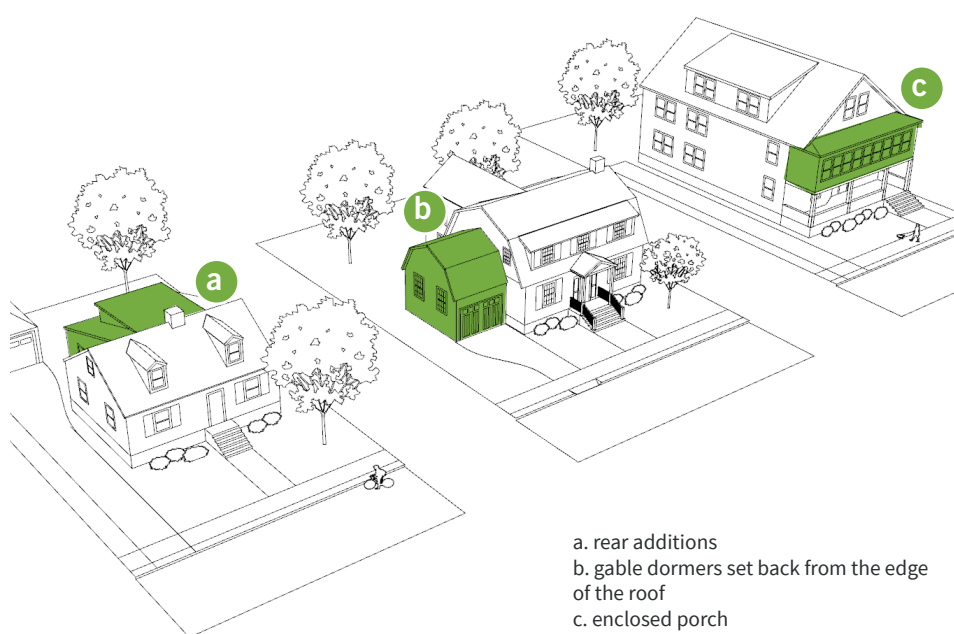 c
b
a
a. rear additions
b. gable dormers set back from the edge
of the roof
c. enclosed porch